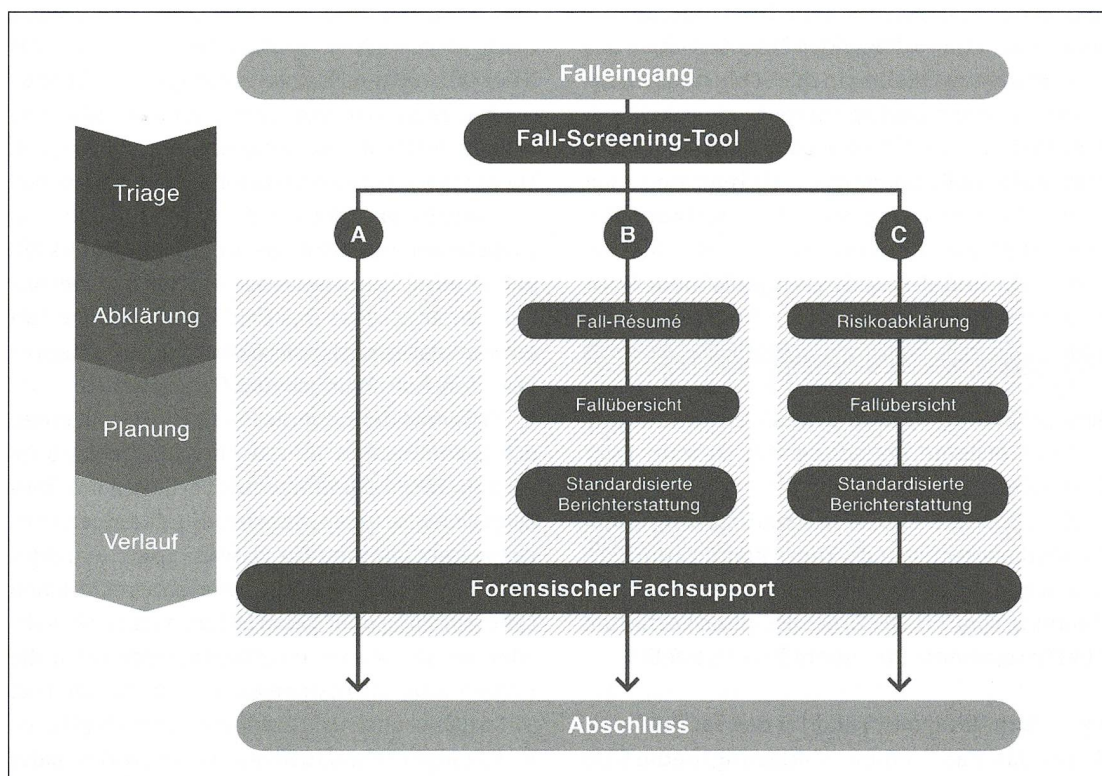 Falleingang
Fall-Screening-Tool
Triage
A
B
C
Abklärung
Fall-Résumé
Risikoabklärung
Planung
Fallübersicht
Fallübersicht
Standardisierte
Berichterstattung
Standardisierte
Berichterstattung
Verlauf
Forensischer Fachsupport
Abschluss